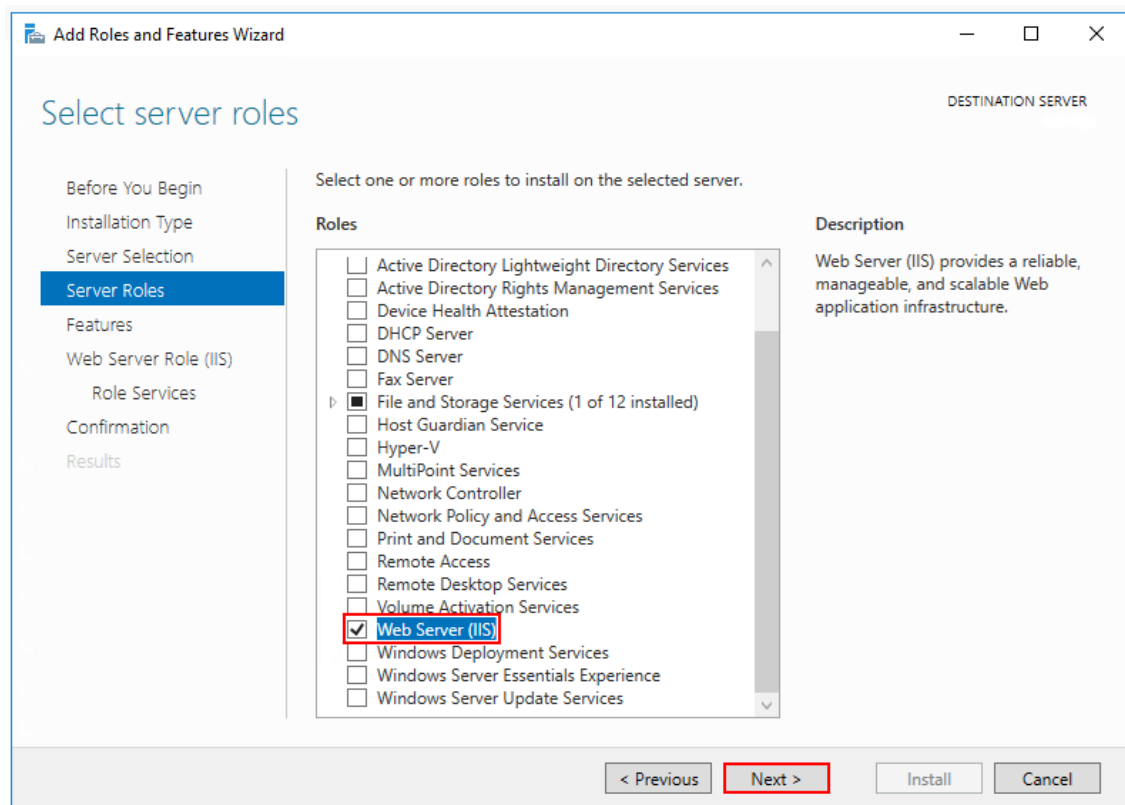 Add Roles and Features Wizard
Select server roles
DESTINATION SERVER
Before You Begin
Installation Type
Server Selection
Server Roles
Features
Web Server Role (IIS)
Role Services
Confirmation
Results
Select one or more roles to install on the selected server.
Roles
Active Directory Lightweight Directory Services
Active Directory Rights Management Services
Device Health Attestation
DHCP Server
DNS Server
Fax Server
File and Storage Services (1 of 12 installed)
Host Guardian Service
Hyper-V
MultiPoint Services
Network Controller
Network Policy and Access Services
Print and Document Services
Remote Access
Remote Desktop Services
Volume Activation Services
Web Server (IIS)
Windows Deployment Services
Windows Server Essentials Experience
Windows Server Update Services
Description
Web Server (IIS) provides a reliable,
manageable, and scalable Web
application infrastructure.
< Previous
Next >
Install
Cancel